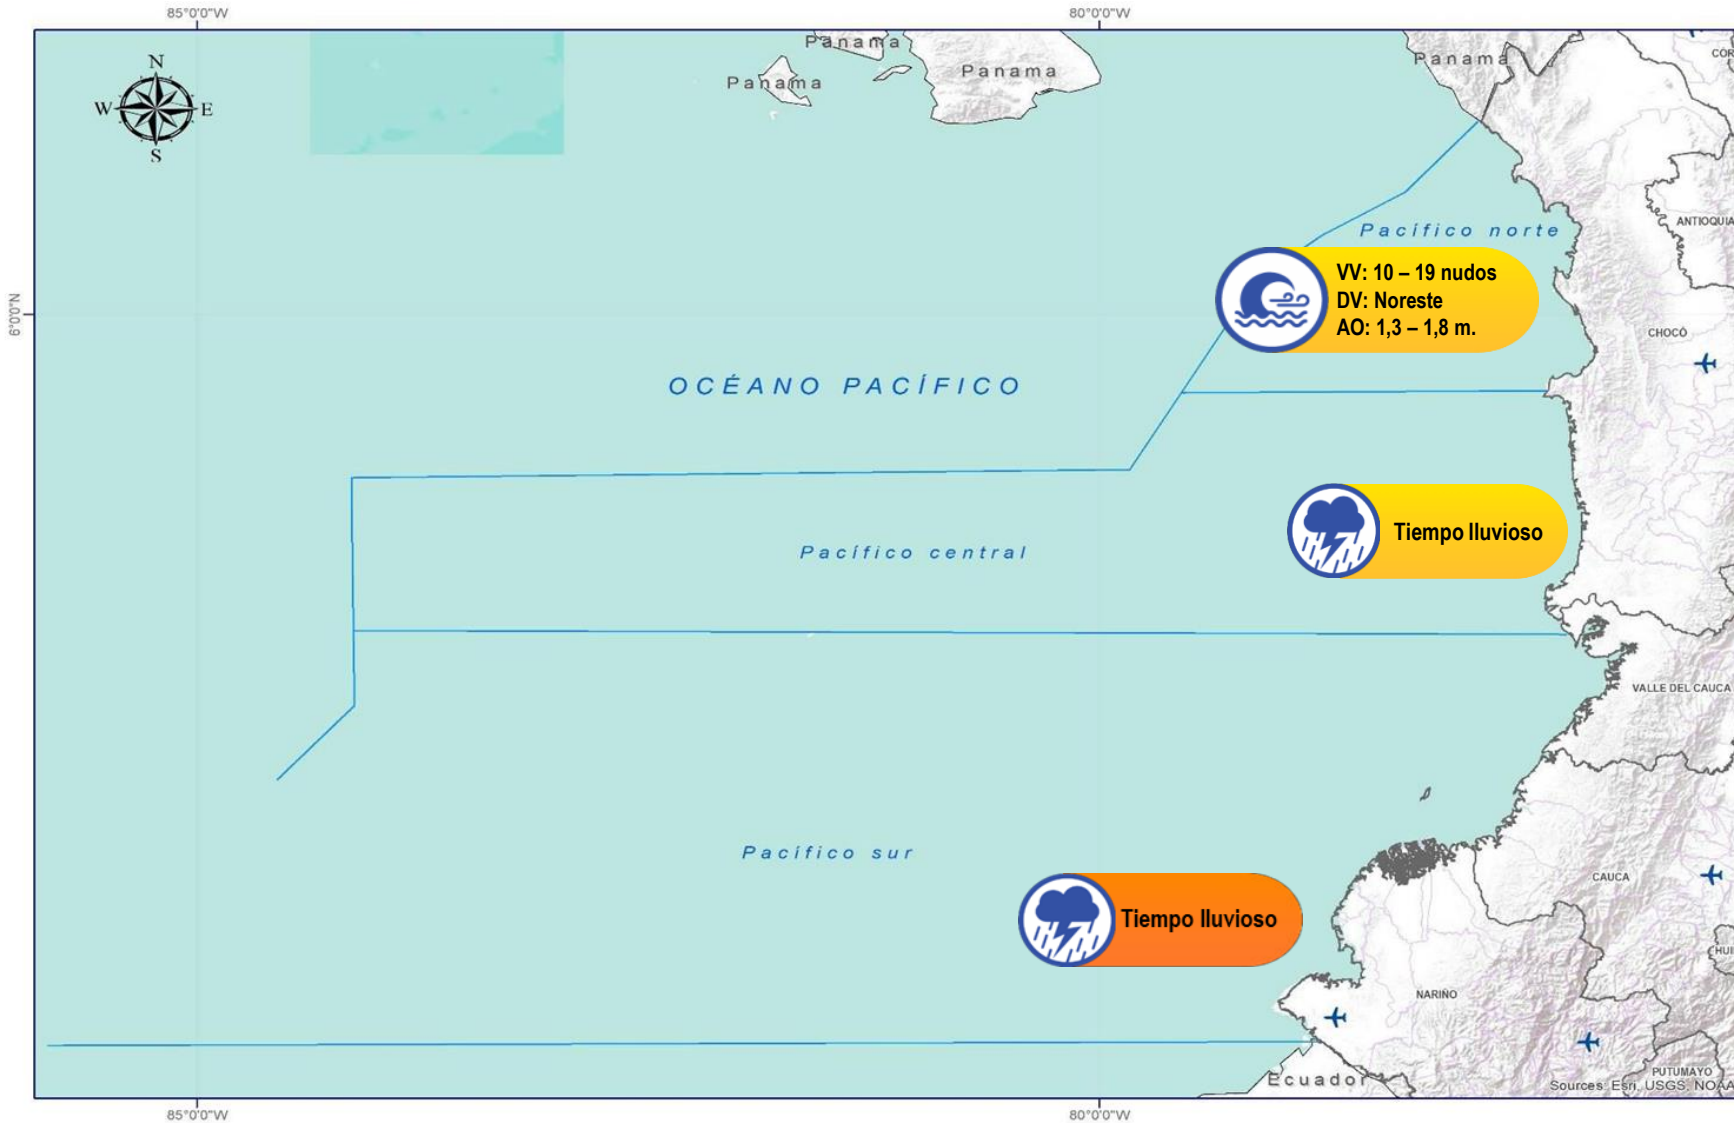 85°0'0"W
80°0'0"W
Panama
Panama
Panama
Panama
N
W
E
S
ANTIOQUIA
Pacífico norte
VV: 10 – 19 nudos
DV: Noreste
AO: 1,3 – 1,8 m.
6°0'0"N
CHOCÓ
OCÉANO PACÍFICO
Tiempo lluvioso
Pacífico central
VALLE DEL CAUCA
Pacífico sur
CAUCA
Tiempo lluvioso
NARIÑO
PUTUMAYO
Ecuador
Sources: Esri, USGS, NOAA
85°0'0"W
80°0'0"W